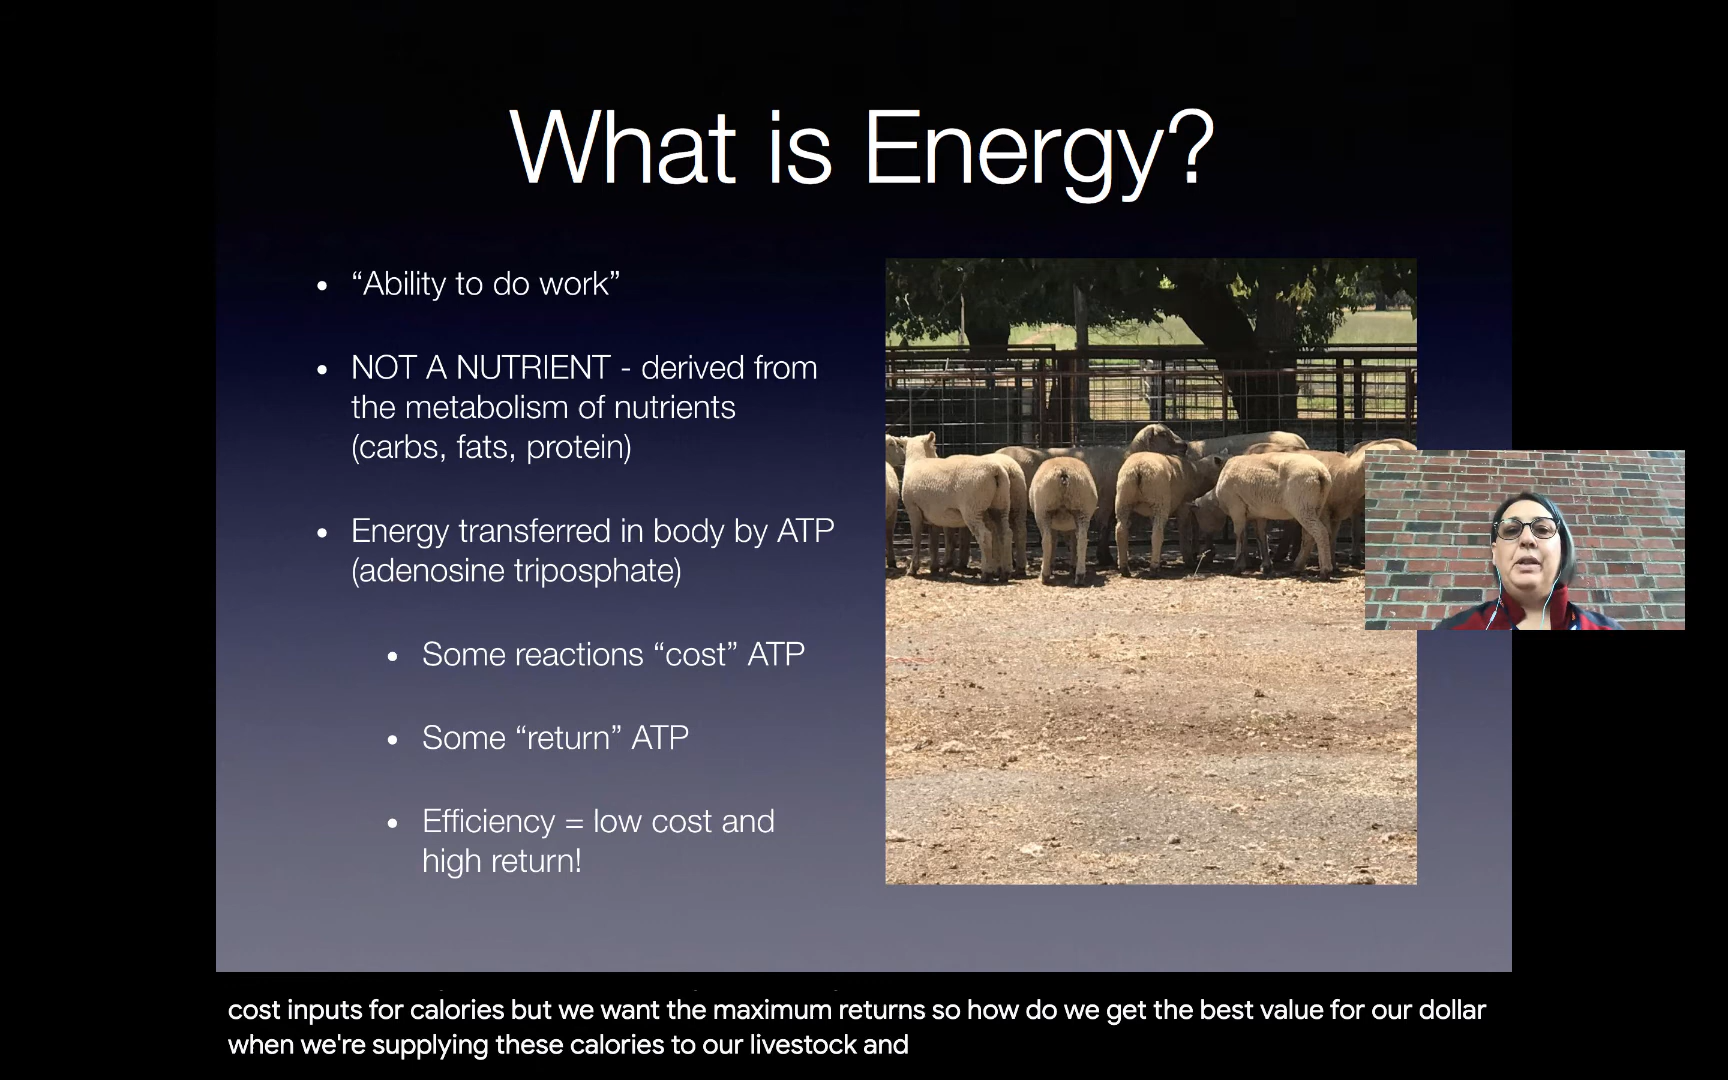 What is Energy?
• “Ability to do work”
• NOT A NUTRIENT - derived from
the metabolism of nutrients
(carbs, fats, protein)
• Energy transferred in body by ATP
(adenosine triposphate)
• Some reactions “cost” ATP
• Some “return” ATP
• Efficiency = low cost and
high return!
cost inputs for calories but we want the maximum returns so how do we get the best value for our dollar
when we're supplying these calories to our livestock and